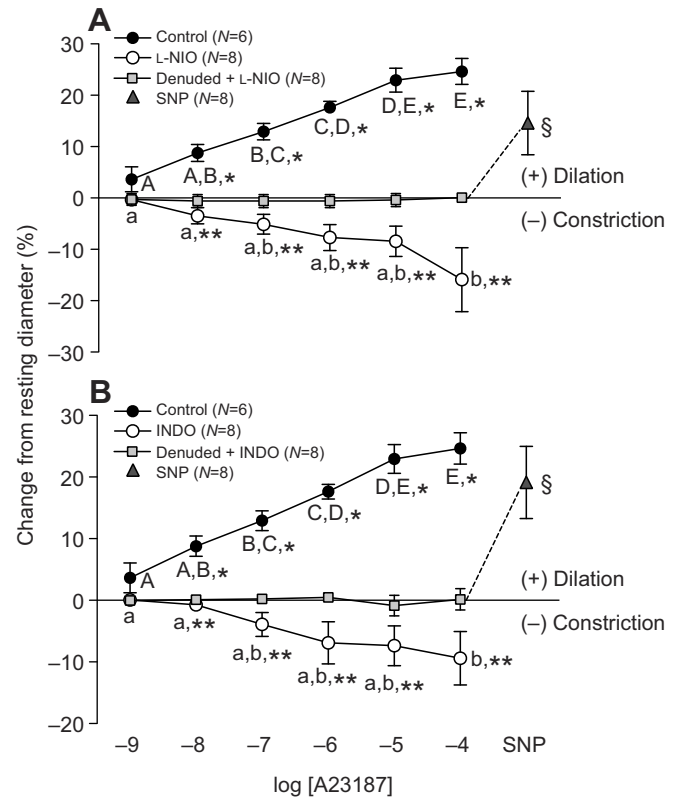 A
30
20
10
0
–10
–20
–30
Control (N=6)
L-NIO (N=8)
Denuded + L-NIO (N=8)
SNP (N=8)
A
A,B,*
B,C,*
C,D,*
D,E,*
E,*
§
(+) Dilation
(–) Constriction
a
a,**
a,b,**
a,b,**
a,b,**
b,**
Change from resting diameter (%)
B
30
20
10
0
–10
–20
Control (N=6)
INDO (N=8)
Denuded + INDO (N=8)
SNP (N=8)
A
A,B,*
B,C,*
C,D,*
D,E,*
E,*
§
(+) Dilation
(–) Constriction
a
a,**
a,b,**
a,b,**
a,b,**
b,**
–9 –8 –7 –6 –5 –4 SNP
log [A23187]